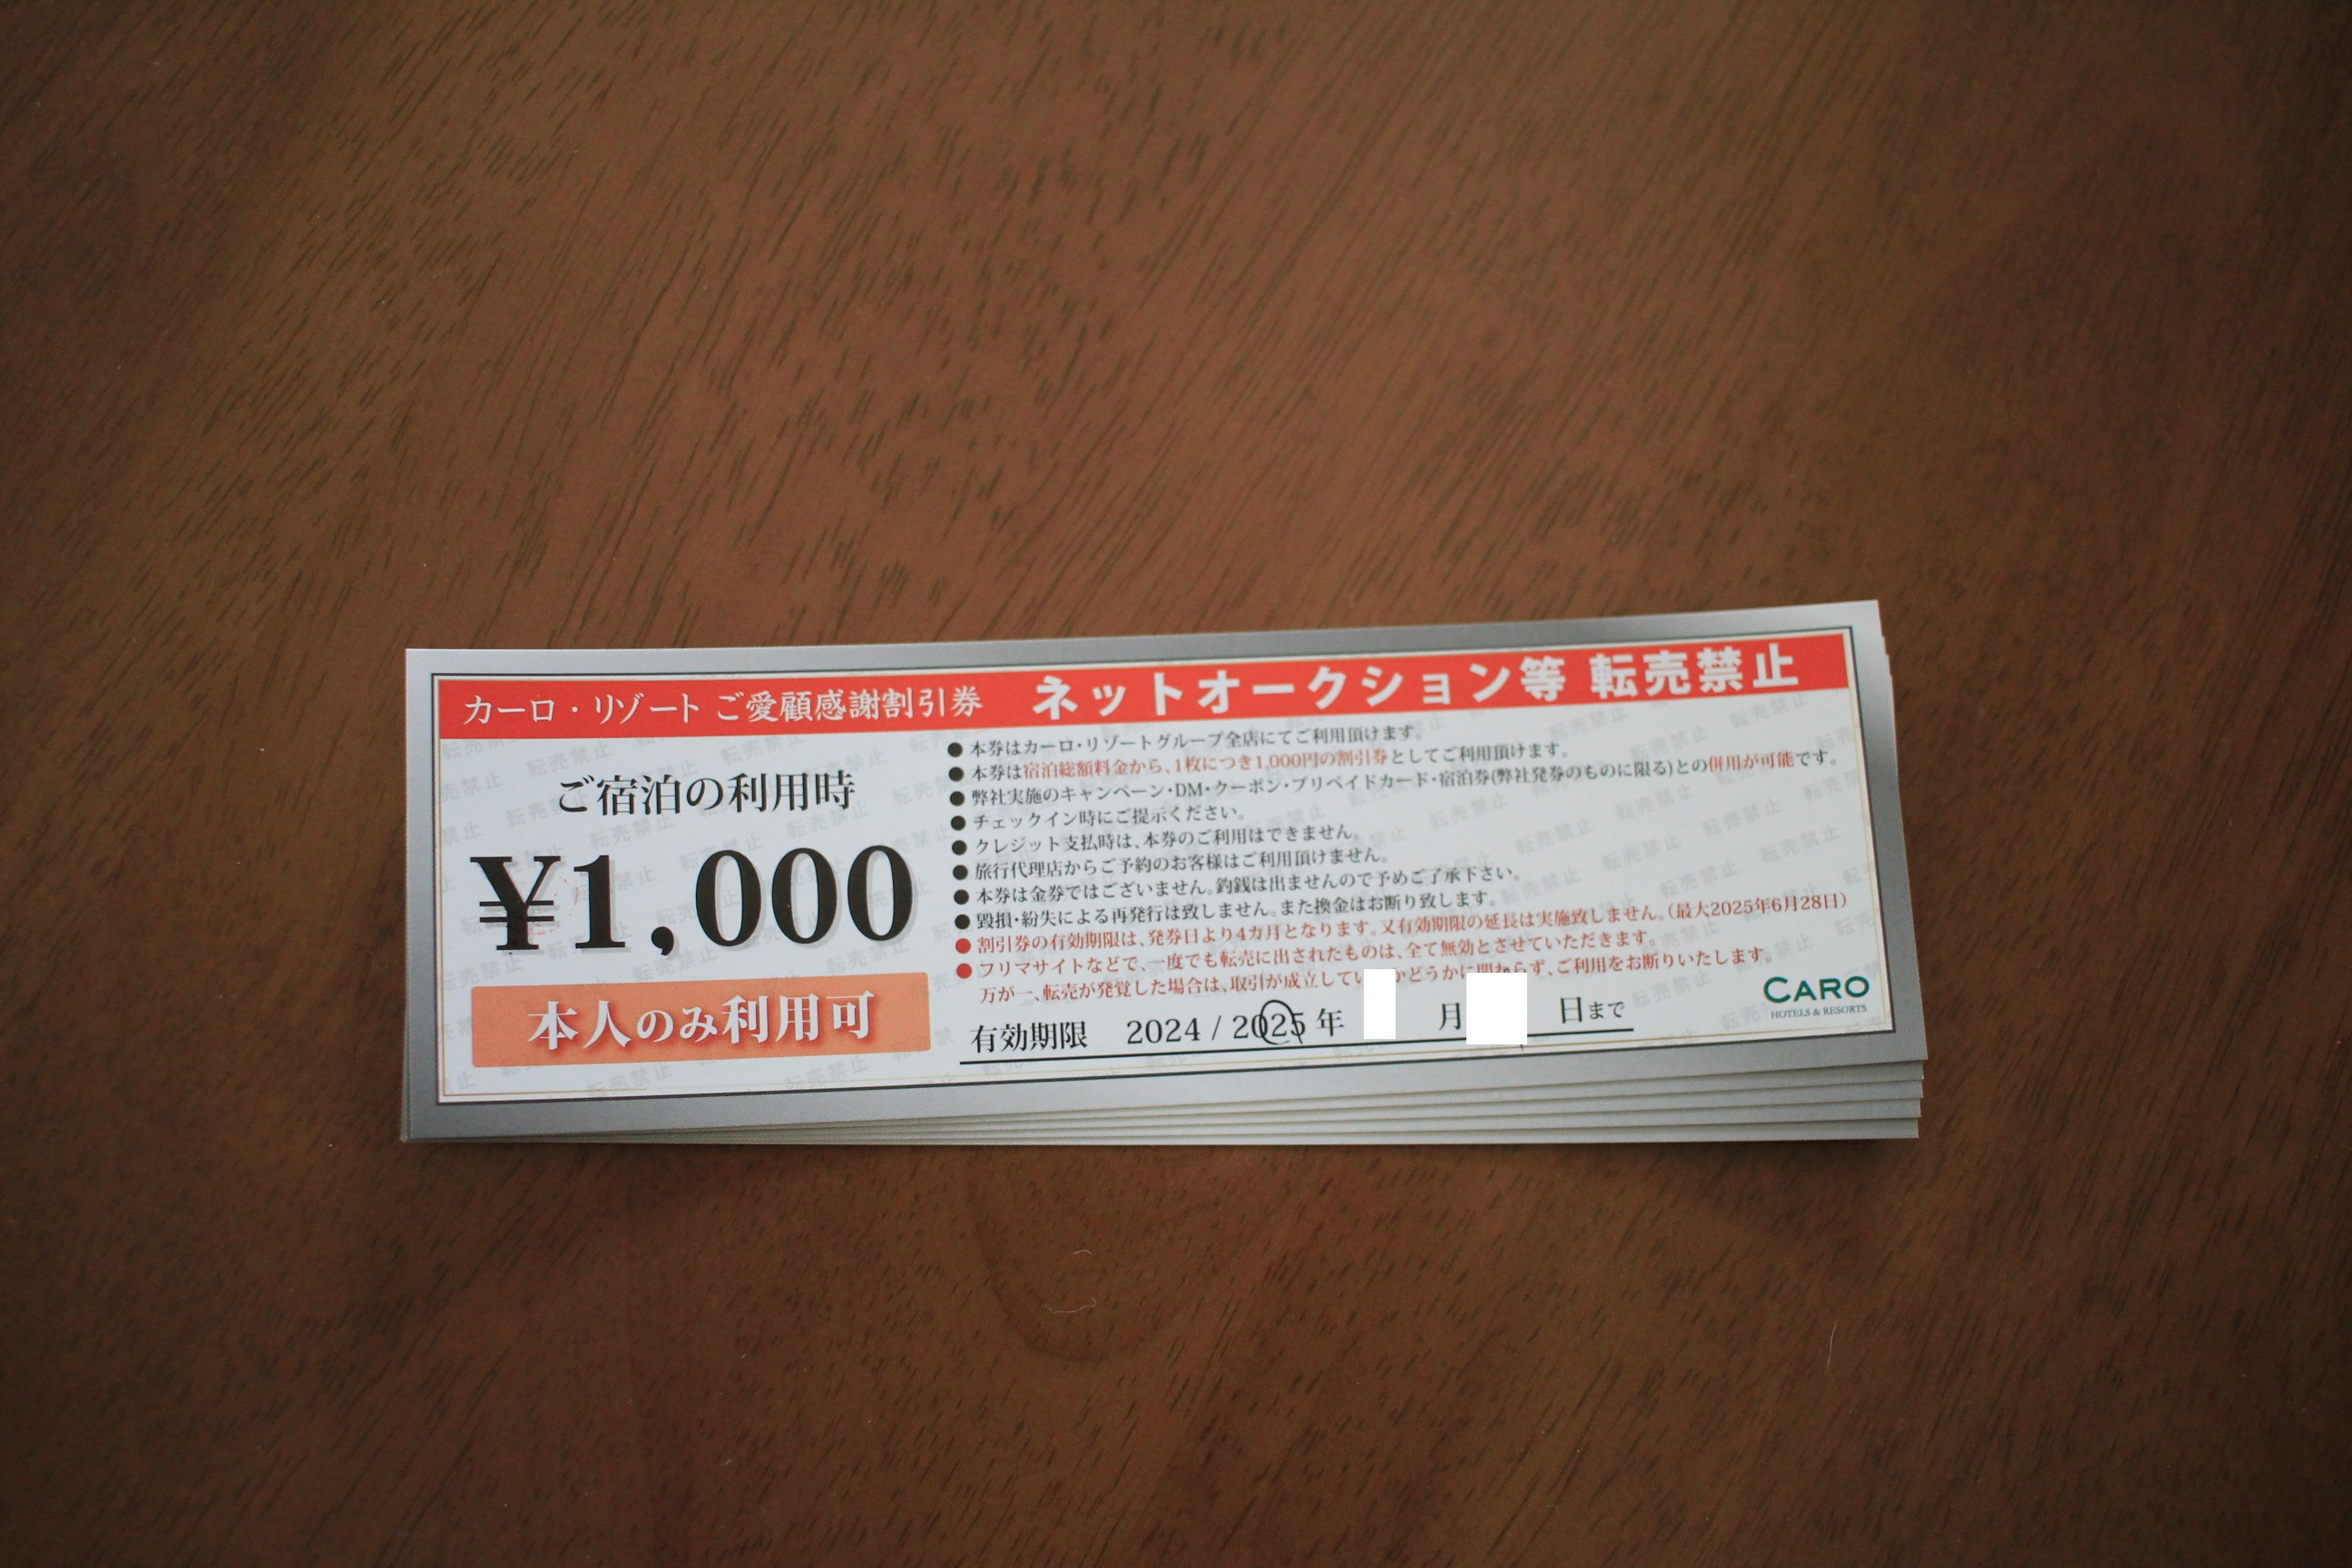 カーロ・リゾート ご愛顧感謝割引券 ネットオークション等 転売禁止
ご宿泊の利用時
¥1,000
本人のみ利用可
●本券はカーロ・リゾートグループ全店にてご利用頂けます。
●本券は宿泊総額料金から、1枚につき1,000円の割引券としてご利用頂けます。
●弊社実施のキャンペーン・DM・クーポン・プリペイドカード・宿泊券(弊社発券のものに限る)との併用が可能です。
●チェックイン時にご提示ください。
●クレジット支払時は、本券のご利用はできません。
●旅行代理店からご予約のお客様はご利用頂けません。
●本券は金券ではございません。釣銭は出ませんので予めご了承下さい。
●毀損・紛失による再発行は致しません。また換金はお断り致します。
●割引券の有効期限は、発券日より4カ月となります。又有効期限の延長は実施致しません。(最大2025年6月28日)
●フリマサイトなどで、一度でも転売に出されたものは、全て無効とさせていただきます。
万が一、転売が発覚した場合は、取引が成立してい かどうかに関わらず、ご利用をお断りいたします。
有効期限 2024 / 2025 年 月 日まで
CARO
HOTELS & RESORTS